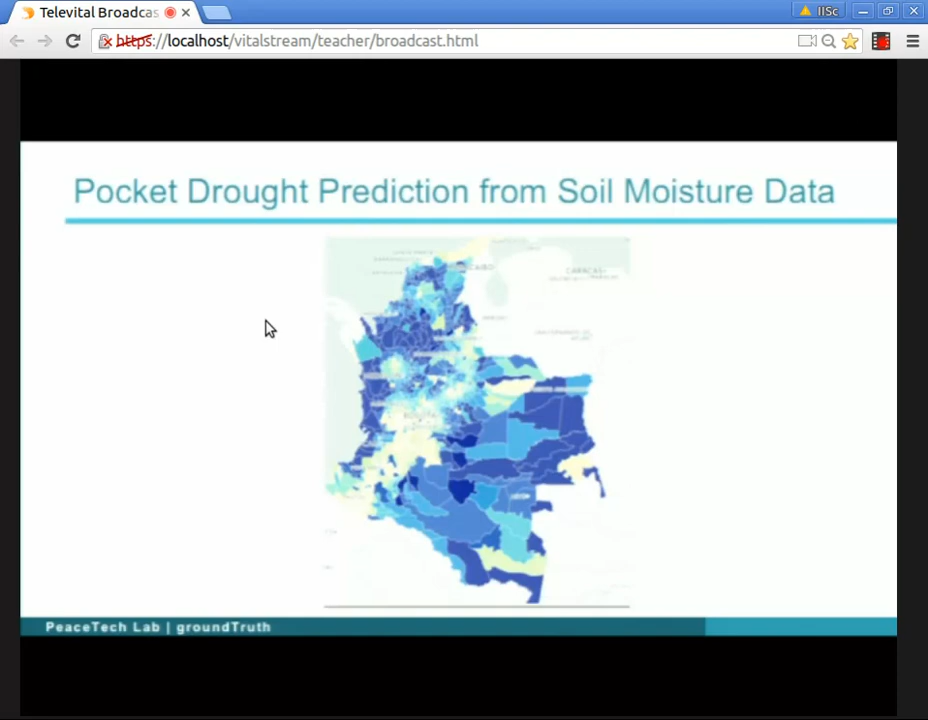 Televital Broadcas
IISc
https://localhost/vitalstream/teacher/broadcast.html
Pocket Drought Prediction from Soil Moisture Data
CARACAS
PeaceTech Lab | groundTruth